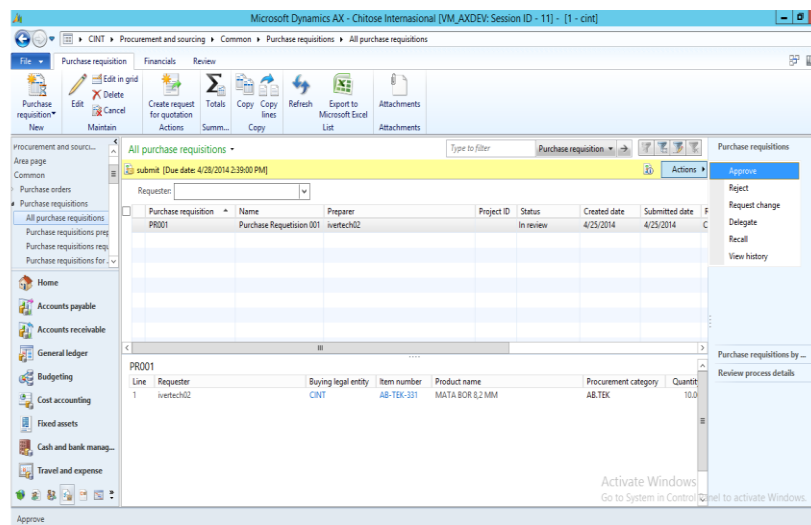 Microsoft Dynamics AX - Chitose Internasional [VM_AXDEV: Session ID - 11] - [1 - cint]
CINT Procurement and sourcing Common Purchase requisitions All purchase requisitions
File Purchase requisition Financials Review
Purchase requisition
New
Edit
Edit in grid
Delete
Cancel
Maintain
Create request for quotation
Actions
Totals
Summ...
Copy
Copy lines
Copy
Refresh
Export to Microsoft Excel
List
Attachments
Attachments
Procurement and sourci...
Area page
Common
Purchase orders
Purchase requisitions
All purchase requisitions
Purchase requisitions prep
Purchase requisitions requ
Purchase requisitions for
Home
Accounts payable
Accounts receivable
General ledger
Budgeting
Cost accounting
Fixed assets
Cash and bank manag...
Travel and expense
All purchase requisitions
Type to filter
Purchase requisition
submit [Due date: 4/28/2014 2:39:00 PM]
Actions
Requester:
Purchase requisition Name Preparer Project ID Status Created date Submitted date
PR001 Purchase Requetision 001 ivertech02 In review 4/25/2014 4/25/2014 C
PR001
Line Requester Buying legal entity Item number Product name Procurement category Quantit
1 ivertech02 CINT AB-TEK-331 MATA BOR 8,2 MM AB.TEK 10.0
Purchase requisitions
Approve
Reject
Request change
Delegate
Recall
View history
Purchase requisitions by ...
Review process details
Activate Windows
Go to System in Control Panel to activate Windows.
Approve